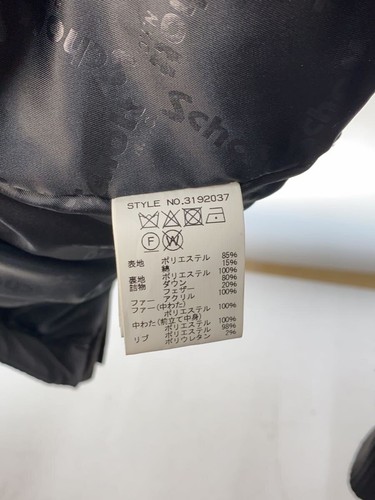 Scho
STYLE NO.3192037
F W
表地 ポリエステル 85%
綿 15%
裏地 ポリエステル 100%
詰物 ダウン 80%
フェザー 20%
ファー アクリル 100%
ファー(中わた)
ポリエステル 100%
中わた(前立て中身)
ポリエステル 100%
リブ ポリエステル 98%
ポリウレタン 2%